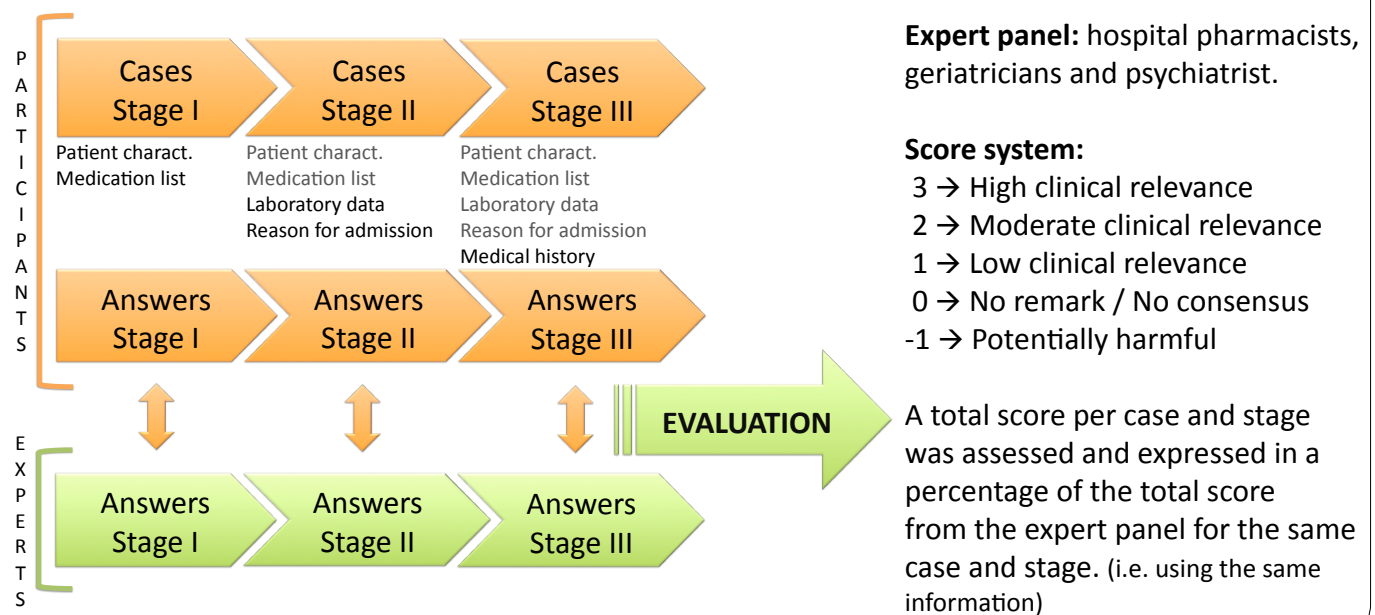 PARTICIPANTS
Cases
Stage I
Cases
Stage II
Cases
Stage III
Patient charact.
Medication list
Patient charact.
Medication list
Laboratory data
Reason for admission
Patient charact.
Medication list
Laboratory data
Reason for admission
Medical history
Answers
Stage I
Answers
Stage II
Answers
Stage III
EXPERTS
Answers
Stage I
Answers
Stage II
Answers
Stage III
EVALUATION
Expert panel: hospital pharmacists,
geriatricians and psychiatrist.
Score system:
3 → High clinical relevance
2 → Moderate clinical relevance
1 → Low clinical relevance
0 → No remark / No consensus
-1 → Potentially harmful
A total score per case and stage
was assessed and expressed in a
percentage of the total score
from the expert panel for the same
case and stage. (i.e. using the same
information)